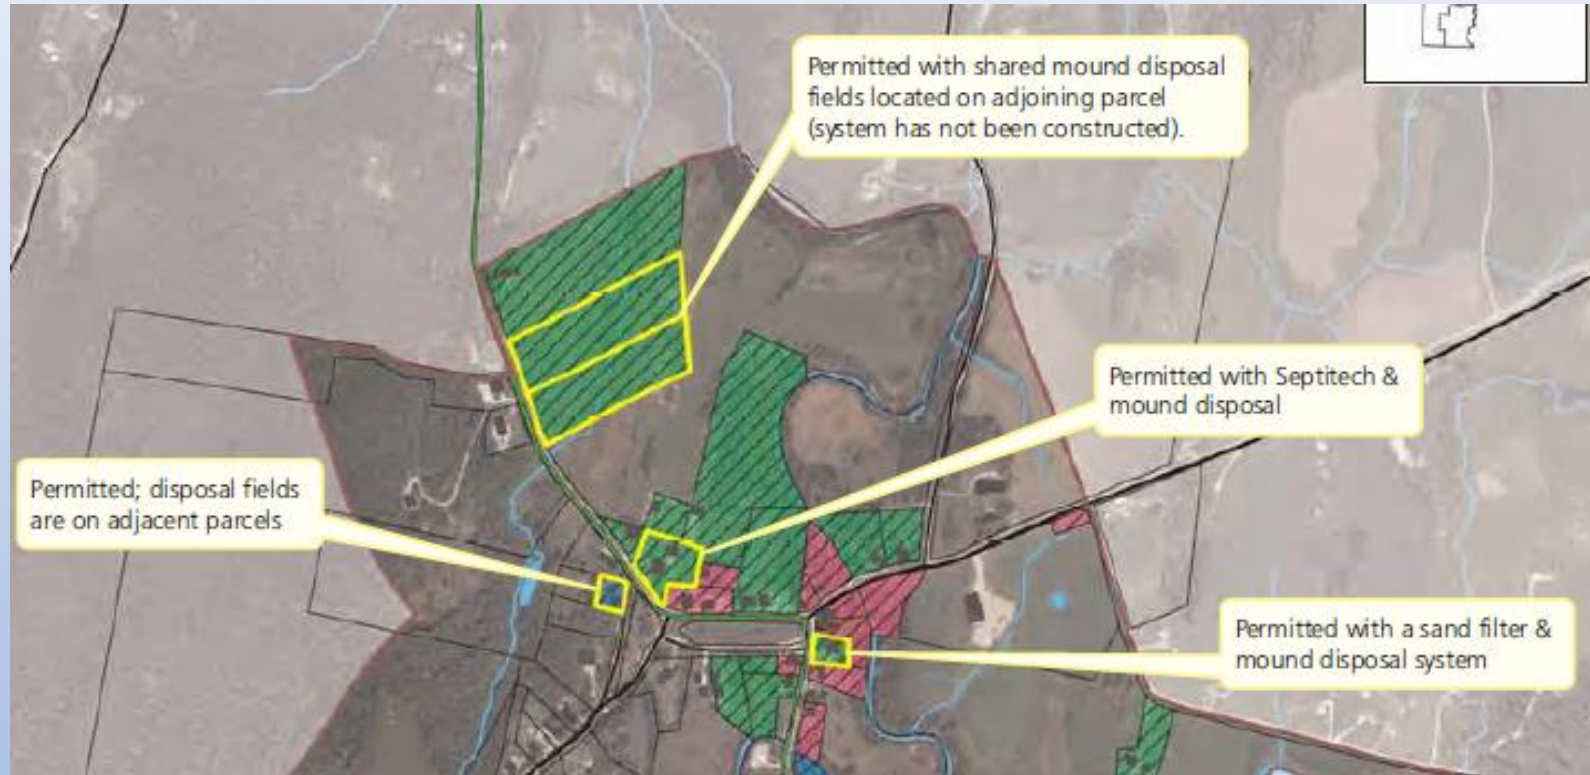 Permitted with shared mound disposal
fields located on adjoining parcel
(system has not been constructed).
Permitted with Septitech &
mound disposal
Permitted; disposal fields
are on adjacent parcels
Permitted with a sand filter &
mound disposal system